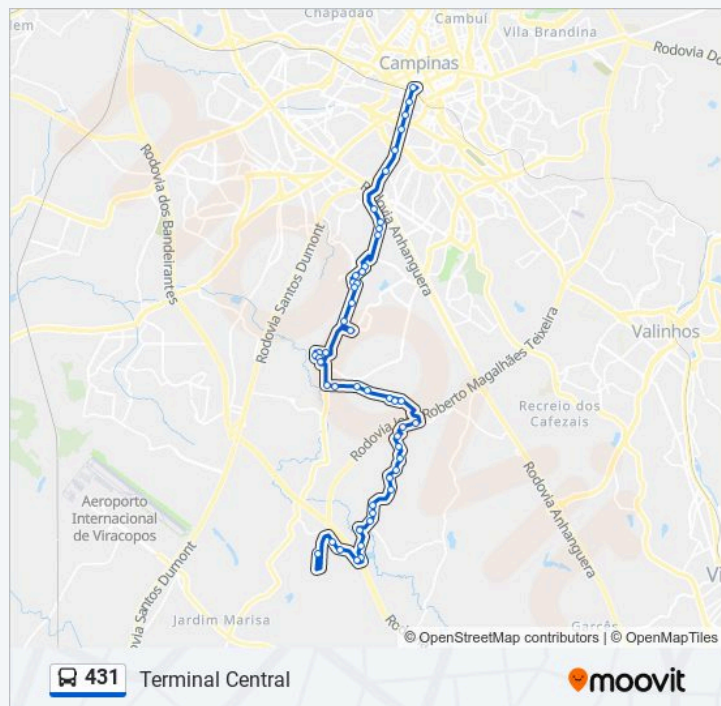 Chapadão
Cambuí
Vila Brandina
Campinas
Rodovia dos Bandeirantes
Rodovia Santos Dumont
Rodovia Anhanguera
Valinhos
Roberto Magalhães Teixeira
Recreio dos
Cafezais
Rodovia
Rodovia Anhanguera
Aeroporto
Internacional
de Viracopos
Rodovia Santos Dumont
Jardim Marisa
Garcês
© OpenStreetMap contributors | © OpenMapTiles
431 Terminal Central
moovit